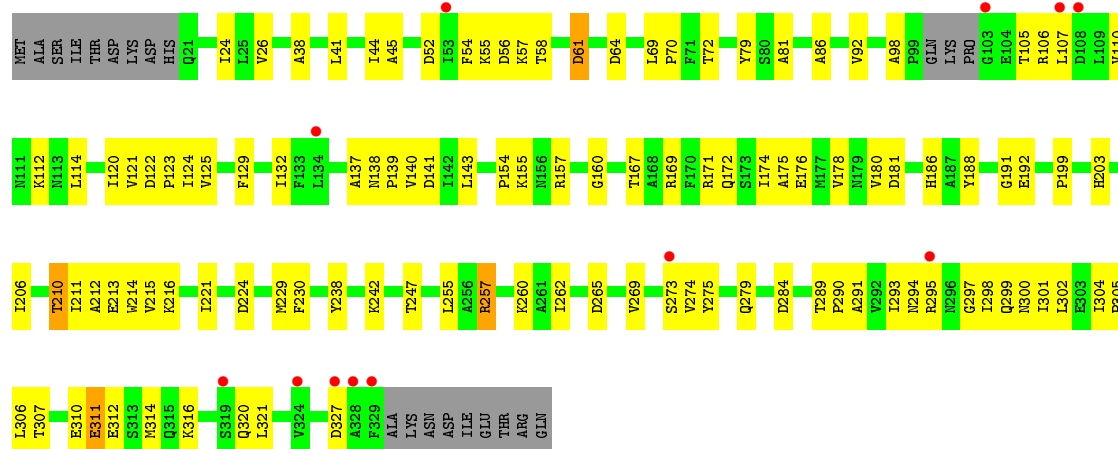 MET ALA SER ILE THR ASP LYS ASP HIS Q21 I24 L25 V26 A38 L41 I44 A45 D52 I53 F54 K55 D56 K57 T58 D61 D64 L69 P70 F71 T72 Y79 S80 A81 A86 V92 A98 P99 GLN LYS PRO G103 E104 T105 R106 L107 D108 L109 V110
N111 K112 N113 L114 I120 V121 D122 P123 I124 V125 F129 I132 F133 L134 A137 N138 P139 V140 D141 I142 L143 P154 K155 N156 R157 G160 T167 A168 R169 F170 R171 Q172 S173 I174 A175 E176 M177 V178 N179 V180 D181 H186 A187 Y188 G191 E192 P199 H203
I206 T210 I211 A212 E213 W214 V215 K216 I221 D224 M229 F230 Y238 K242 T247 L255 A256 R257 K260 A261 I262 D265 V269 S273 V274 Y275 Q279 D284 T289 P290 A291 V292 I293 N294 R295 N296 G297 I298 Q299 N300 I301 L302 E303 I304
L306 T307 E310 E311 E312 S313 M314 Q315 K316 S319 Q320 L321 V324 D327 A328 F329 ALA LYS ASN ASP ILE GLU THR ARG GLN